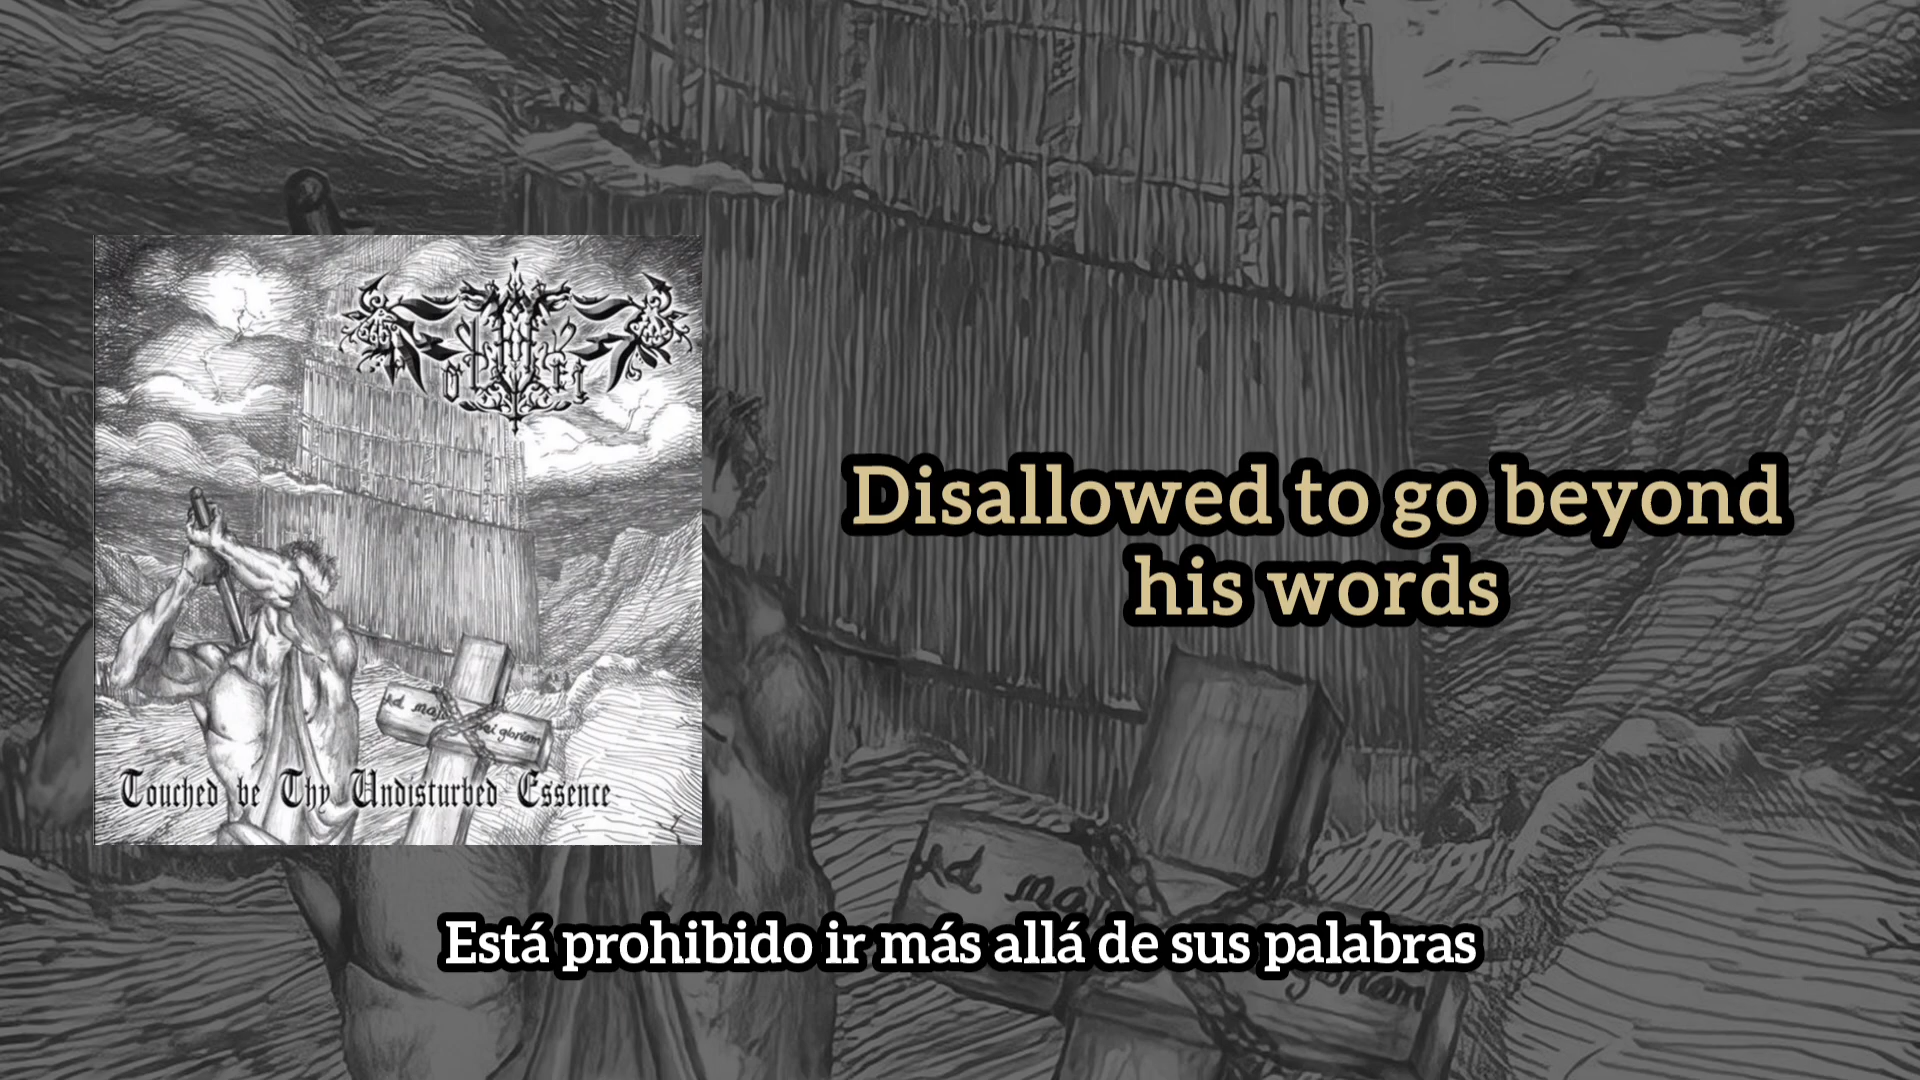 Touched be Thy Undisturbed Essence
Disallowed to go beyond
his words
Está prohibido ir más allá de sus palabras